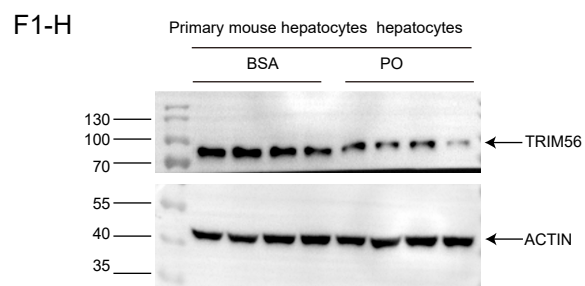 F1-H
Primary mouse hepatocytes hepatocytes
BSA PO
130
100
70
TRIM56
55
40
35
ACTIN